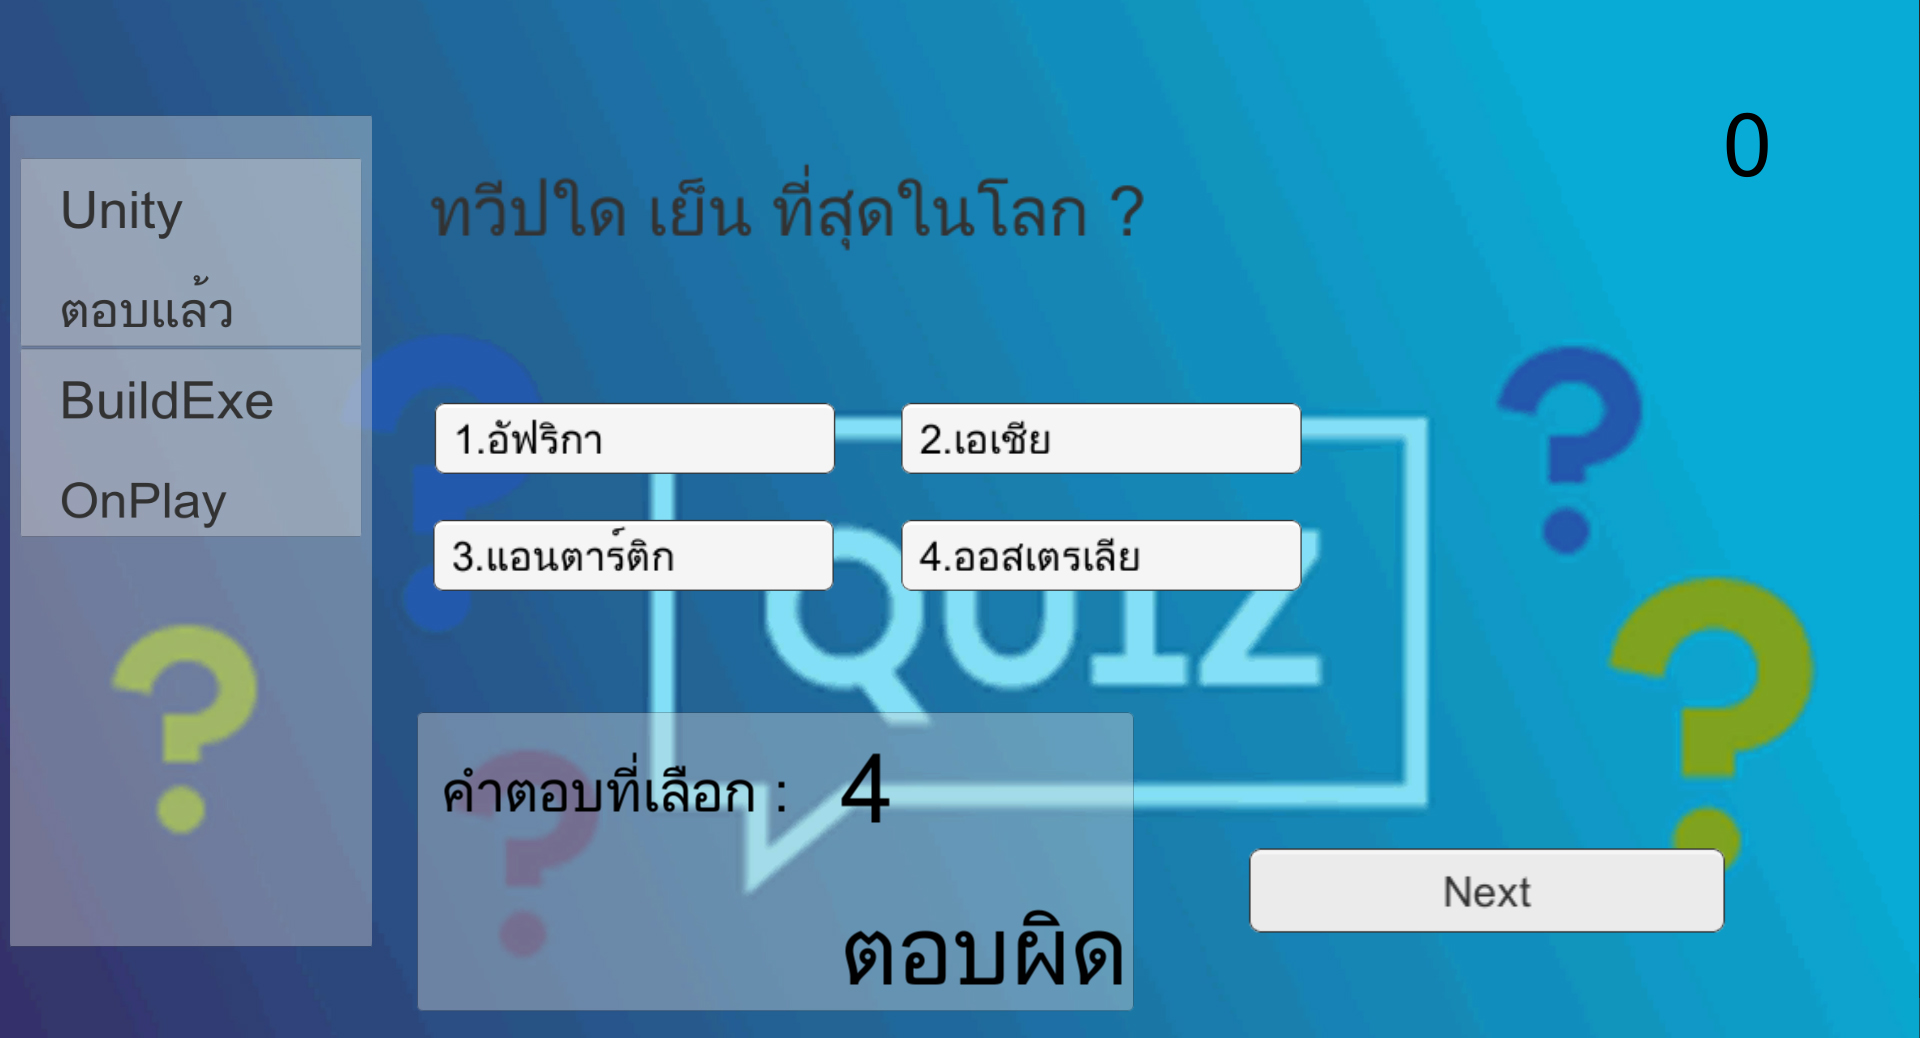 0
Unity
ตอบแล้ว
BuildExe
OnPlay
ทวีปใด เย็น ที่สุดในโลก ?
1.อัฟริกา
2.เอเชีย
3.แอนตาร์ติก
4.ออสเตรเลีย
QUIZ
คำตอบที่เลือก : 4
ตอบผิด
Next